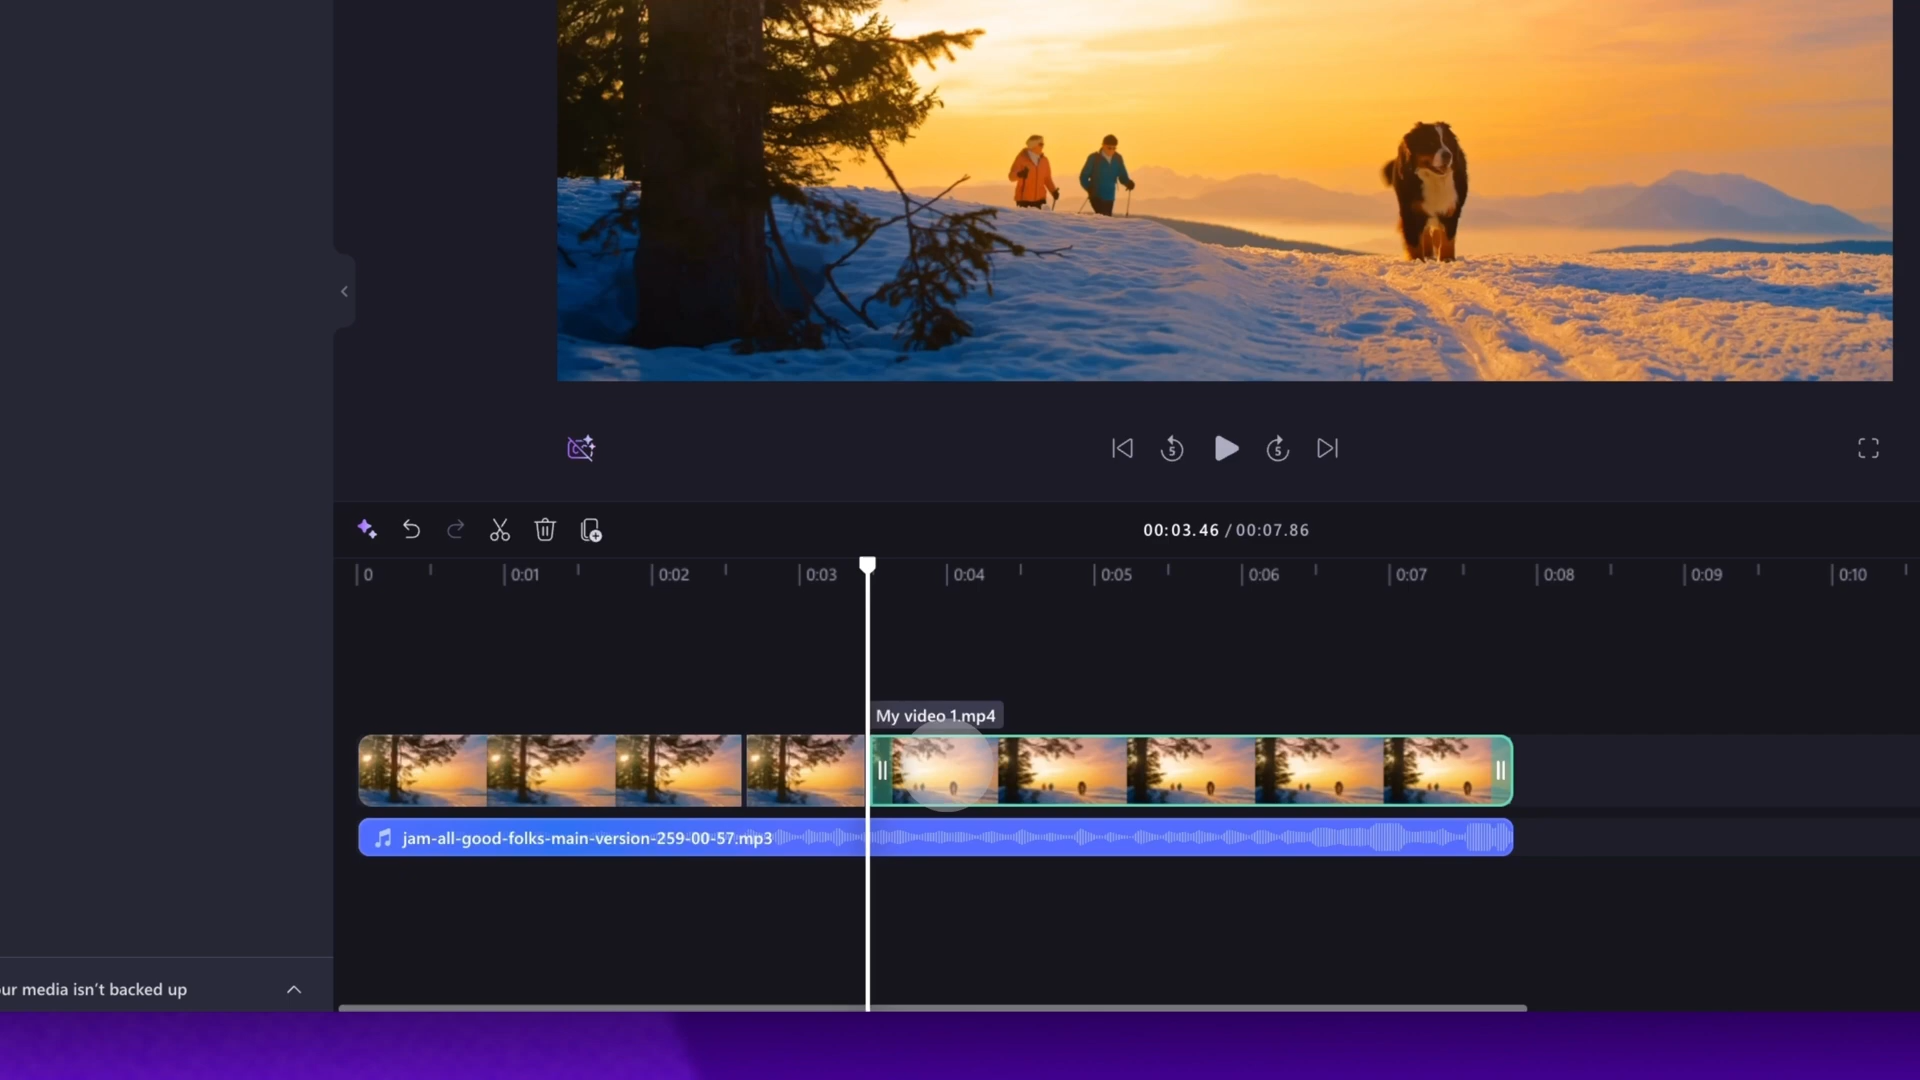 5
5
00:03.46 / 00:07.86
0 0:01 0:02 0:03 0:04 0:05 0:06 0:07 0:08 0:09 0:10
My video 1.mp4
jam-all-good-folks-main-version-259-00-57.mp3
ur media isn't backed up